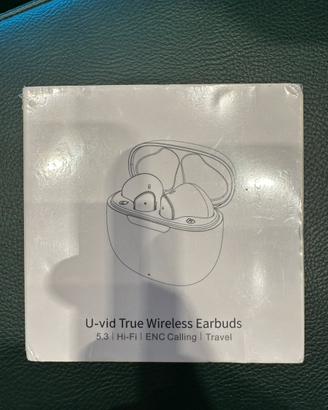 U-vid True Wireless Earbuds
5.3 | Hi-Fi | ENC Calling | Travel